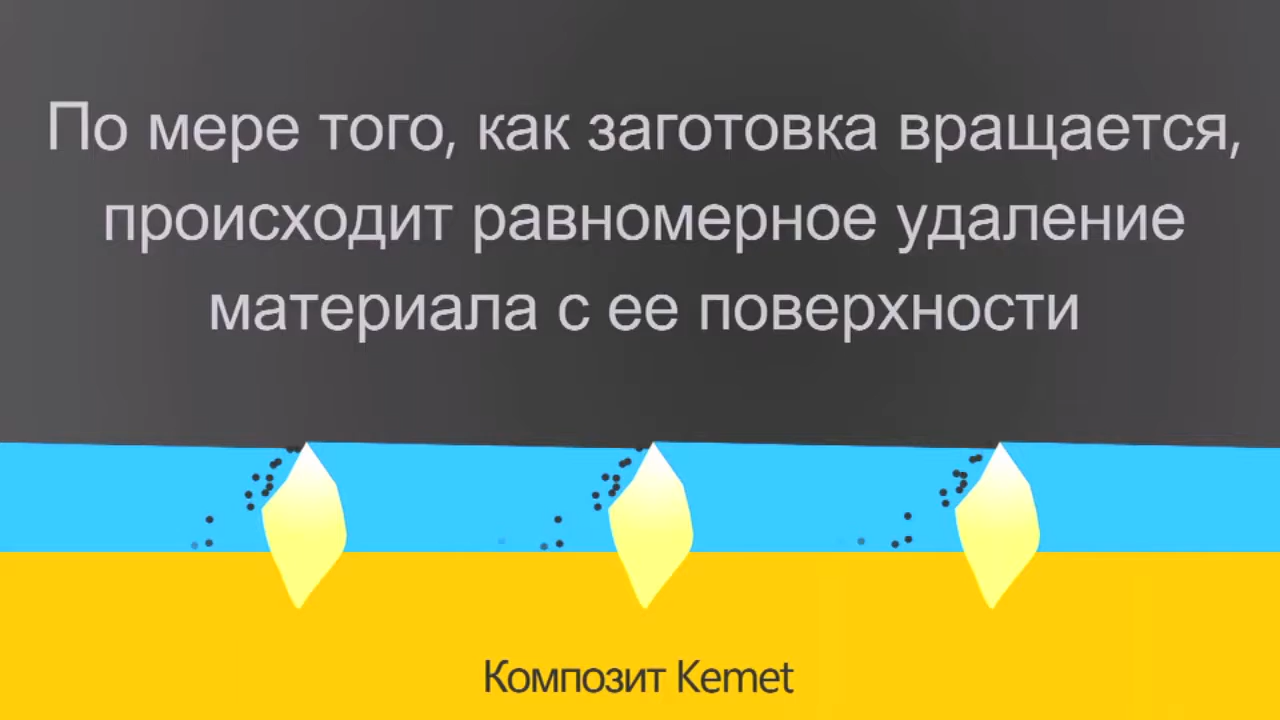 По мере того, как заготовка вращается,
происходит равномерное удаление
материала с ее поверхности
Композит Kemet